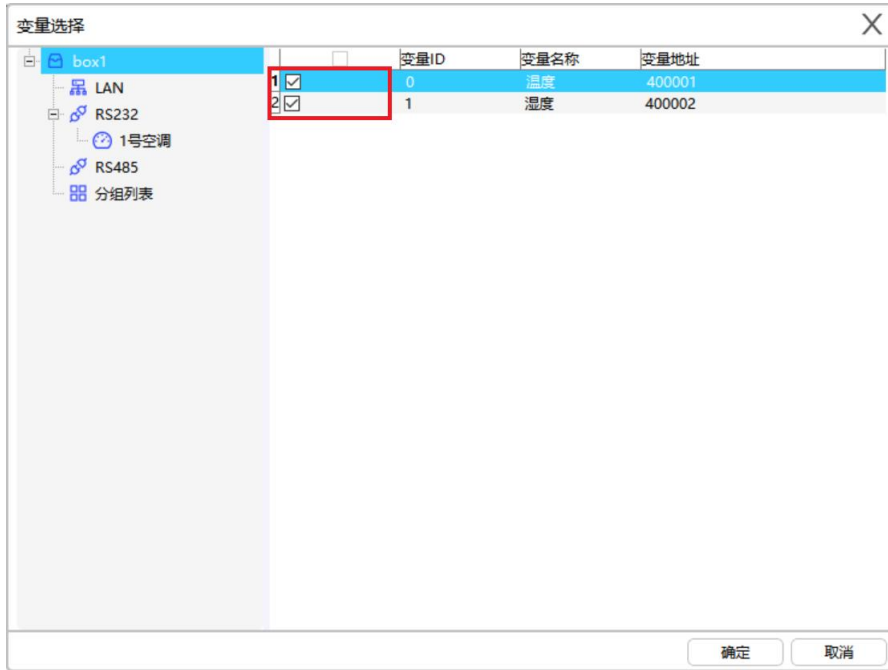 变量选择
box1
LAN
RS232
1号空调
RS485
分组列表
变量ID 变量名称 变量地址
1 0 温度 400001
2 1 湿度 400002
确定 取消